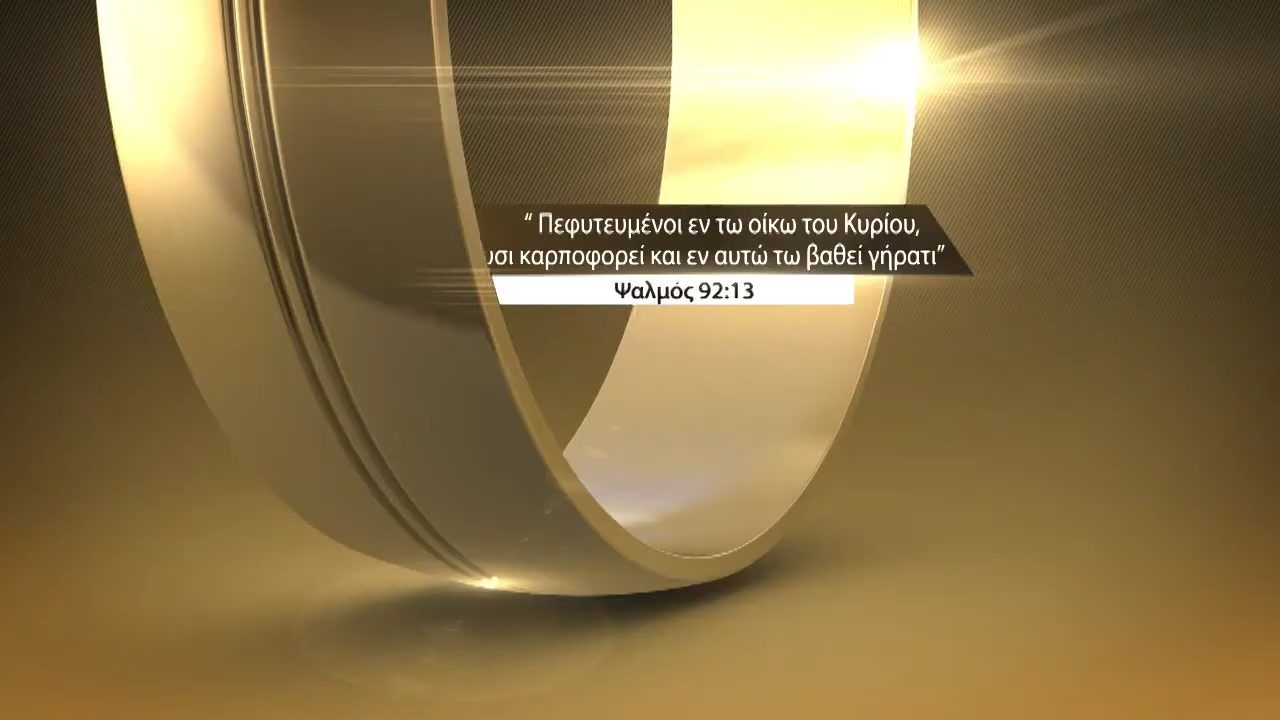 “ Πεφυτευμένοι εν τω οίκω του Κυρίου,
καρποφορεί και εν αυτώ τω βαθεί γήρατι”
Ψαλμός 92:13